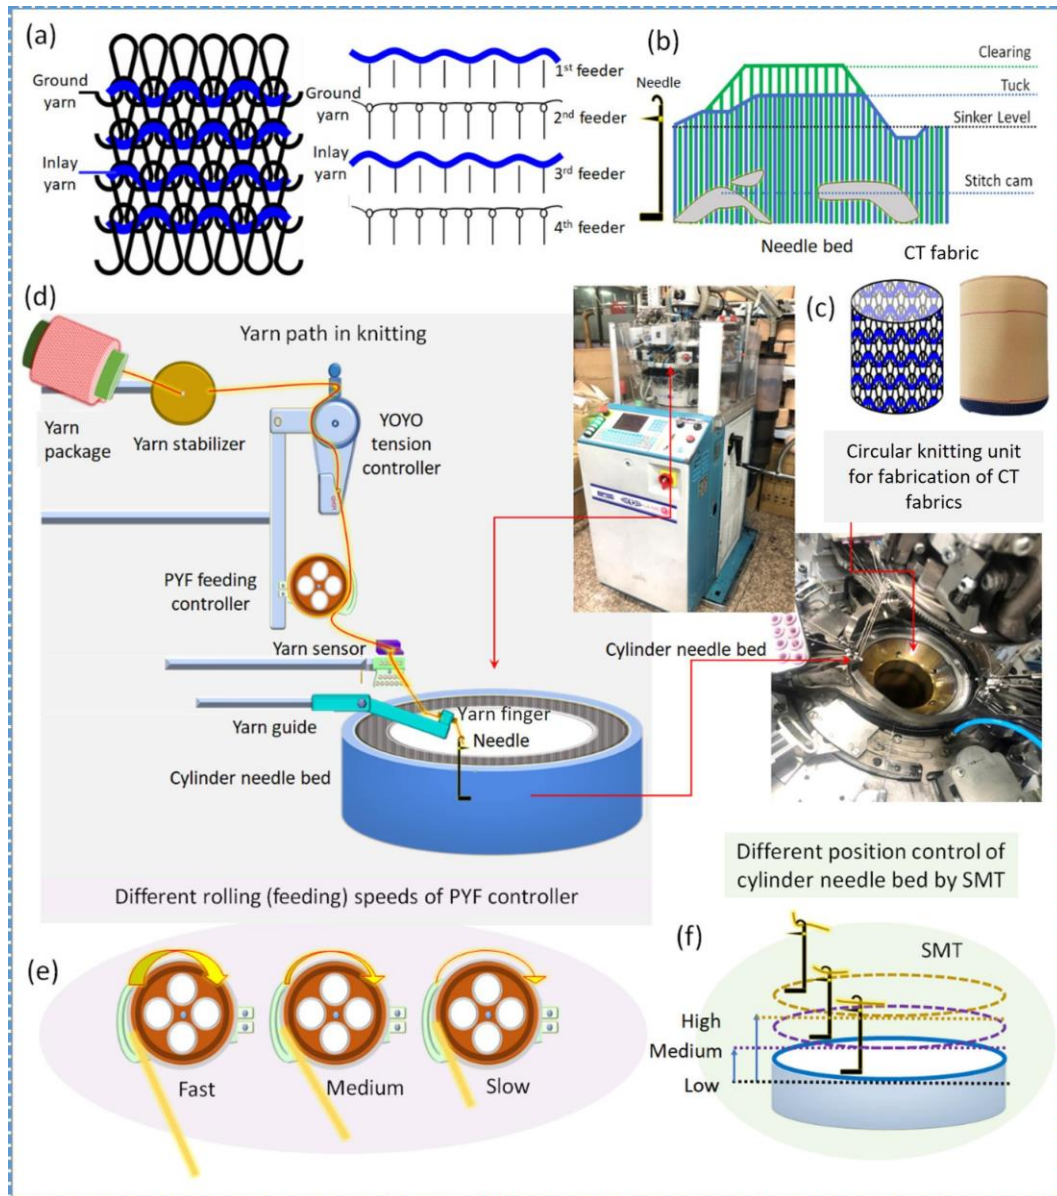 (a)
Ground
yarn
Inlay
yarn
1st feeder
Ground
yarn
2nd feeder
Inlay
yarn
3rd feeder
4th feeder
(b)
Needle
Clearing
Tuck
Sinker Level
Stitch cam
Needle bed
CT fabric
(c)
Circular knitting unit
for fabrication of CT
fabrics
(d)
Yarn path in knitting
Yarn
package
Yarn stabilizer
YOYO
tension
controller
PYF feeding
controller
Yarn sensor
Yarn guide
Yarn finger
Needle
Cylinder needle bed
Cylinder needle bed
Different rolling (feeding) speeds of PYF controller
(e)
Fast
Medium
Slow
Different position control of
cylinder needle bed by SMT
(f)
SMT
High
Medium
Low